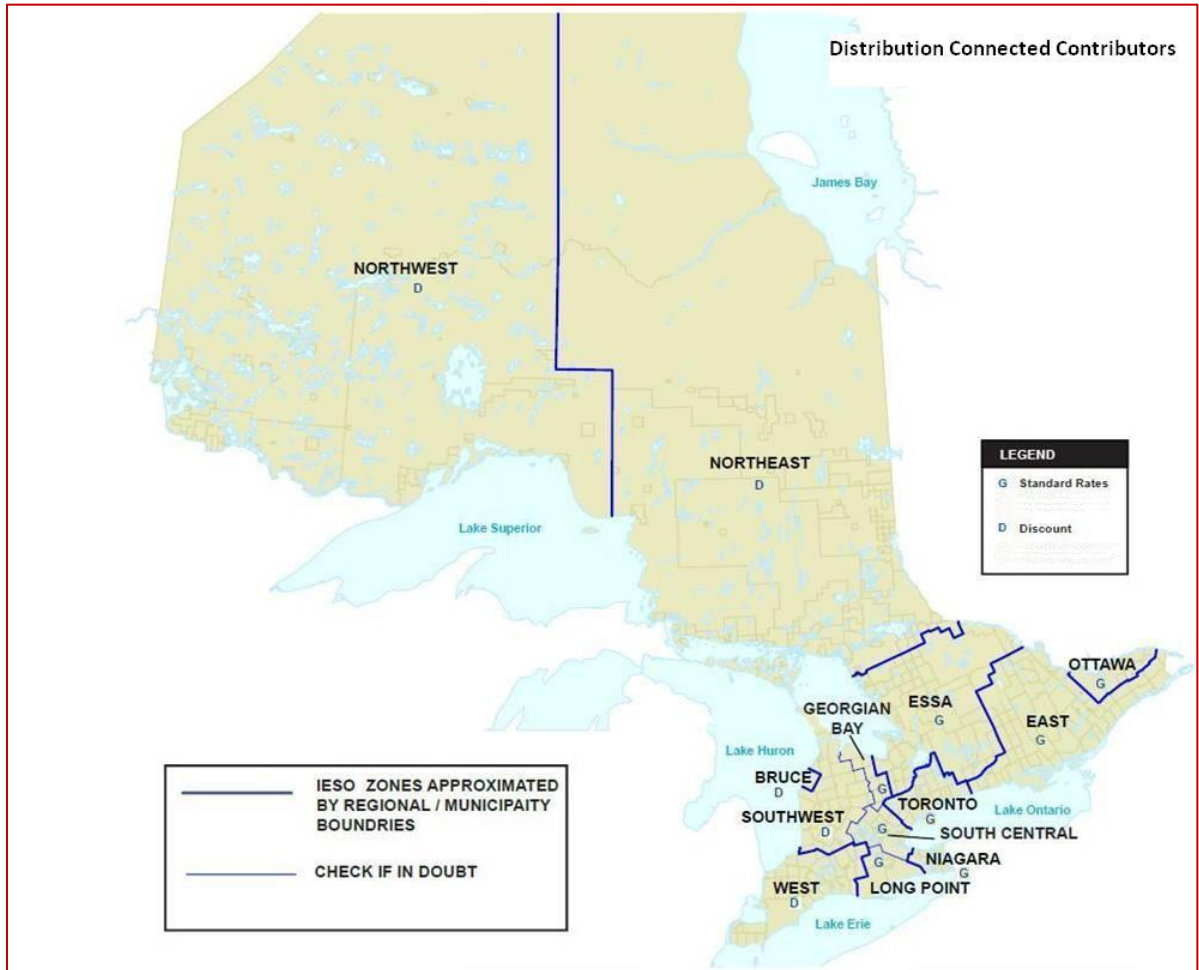 Distribution Connected Contributors
James Bay
NORTHWEST
D
NORTHEAST
D
LEGEND
G Standard Rates
D Discount
Lake Superior
OTTAWA
G
ESSA
G
GEORGIAN
BAY
G
EAST
G
Lake Huron
BRUCE
D
TORONTO
G
Lake Ontario
SOUTHWEST
D
G
SOUTH CENTRAL
NIAGARA
G
G
LONG POINT
WEST
D
Lake Erie
IESO ZONES APPROXIMATED
BY REGIONAL / MUNICIPAITY
BOUNDRIES
CHECK IF IN DOUBT